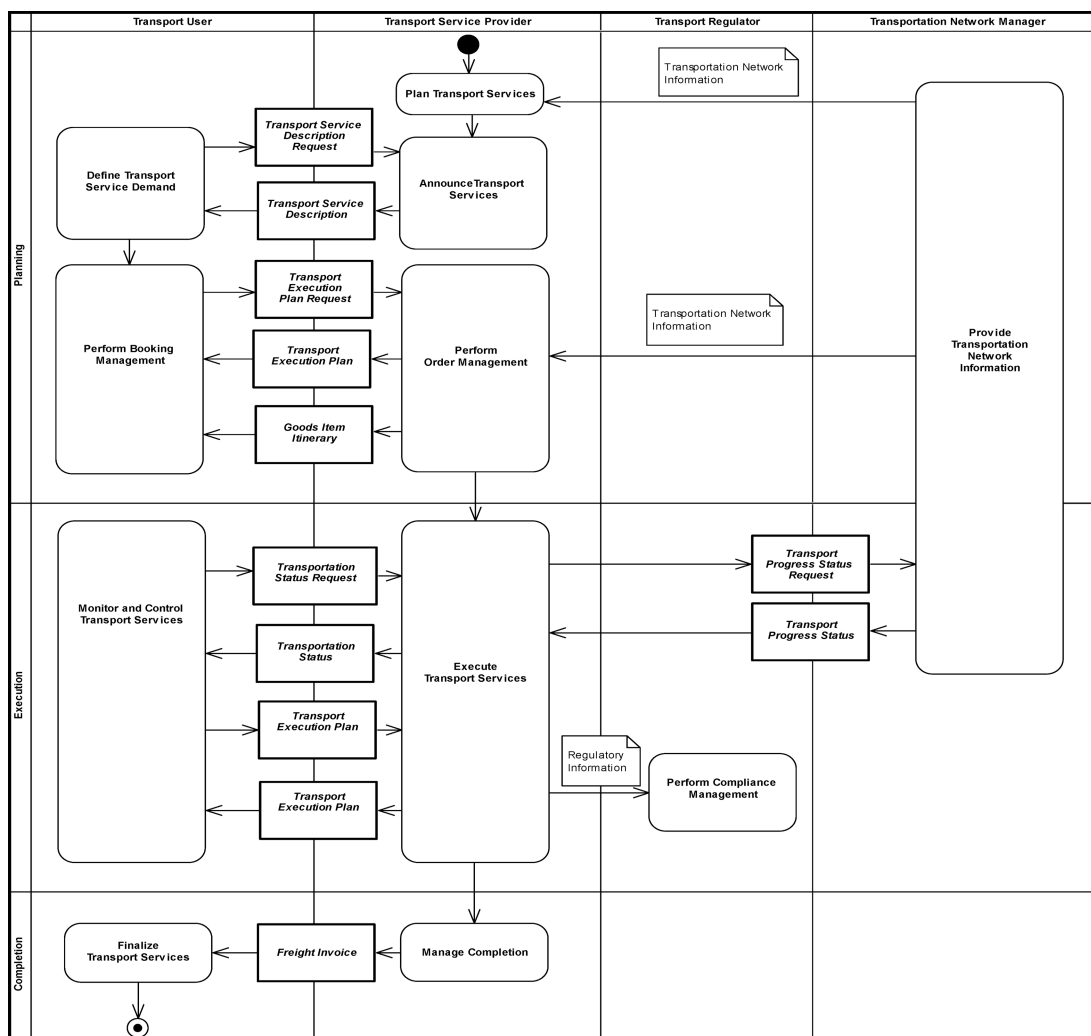 Transport User
Transport Service Provider
Transport Regulator
Transportation Network Manager
Planning
Transportation Network
Information
Plan Transport Services
Transport Service
Description
Request
Define Transport
Service Demand
AnnounceTransport
Services
Transport Service
Description
Transport
Execution
Plan Request
Transportation Network
Information
Perform Booking
Management
Transport
Execution Plan
Perform
Order Management
Provide
Transportation
Network
Information
Goods Item
Itinerary
Execution
Transportation
Status Request
Transport
Progress Status
Request
Monitor and Control
Transport Services
Transport
Progress Status
Transportation
Status
Execute
Transport Services
Transport
Execution Plan
Regulatory
Information
Transport
Execution Plan
Perform Compliance
Management
Completion
Finalize
Transport Services
Freight Invoice
Manage Completion